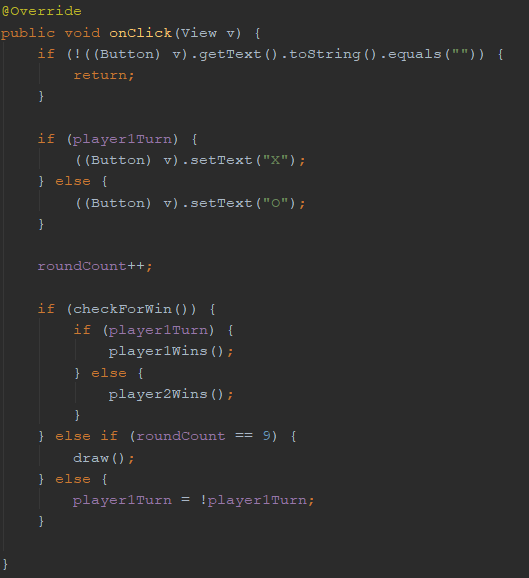 @Override
public void onClick(View v) {
    if (!((Button) v).getText().toString().equals("")) {
        return;
    }

    if (player1Turn) {
        ((Button) v).setText("X");
    } else {
        ((Button) v).setText("O");
    }

    roundCount++;

    if (checkForWin()) {
        if (player1Turn) {
            player1Wins();
        } else {
            player2Wins();
        }
    } else if (roundCount == 9) {
        draw();
    } else {
        player1Turn = !player1Turn;
    }

}